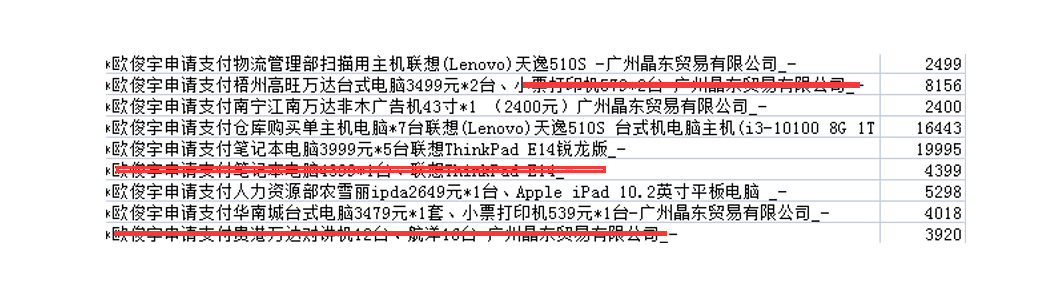 *欧俊宇申请支付物流管理部扫描用主机联想(Lenovo)天逸510S -广州晶东贸易有限公司_- 2499
*欧俊宇申请支付梧州高旺万达台式电脑3499元*2台、小票打印机579*2台-广州晶东贸易有限公司_- 8156
*欧俊宇申请支付南宁江南万达非木广告机43寸*1 （2400元）广州晶东贸易有限公司_- 2400
*欧俊宇申请支付仓库购买单主机电脑*7台联想(Lenovo)天逸510S 台式机电脑主机(i3-10100 8G 1T 16443
*欧俊宇申请支付笔记本电脑3999元*5台联想ThinkPad E14锐龙版_- 19995
*欧俊宇申请支付笔记本电脑4399*1台、联想ThinkPad E14_ 4399
*欧俊宇申请支付人力资源部农雪丽ipda2649元*1台、Apple iPad 10.2英寸平板电脑 _- 5298
*欧俊宇申请支付华南城台式电脑3479元*1套、小票打印机539元*1台-广州晶东贸易有限公司_- 4018
*欧俊宇申请支付贵港万达对讲机12台、航洋16台-广州晶东贸易有限公司_- 3920